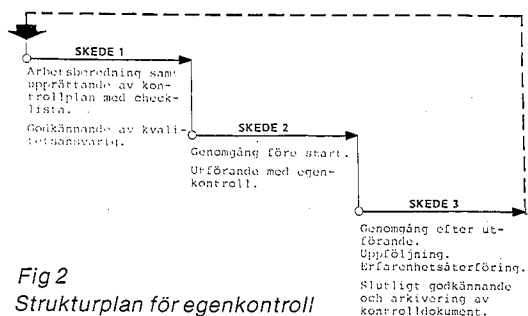 SKEDE 1
Arbetsberedning samt
upprättande av kon-
trollplan med check-
lista.
Godkännande av kvali-
tetsansvarig.
SKEDE 2
Genomgång före start.
Utförande med egen-
kontroll.
SKEDE 3
Genomgång efter ut-
förande.
Uppföljning.
Erfarenhetsåterföring.
Slutligt godkännande
och arkivering av
kontrolldokument.
Fig 2
Strukturplan för egenkontroll